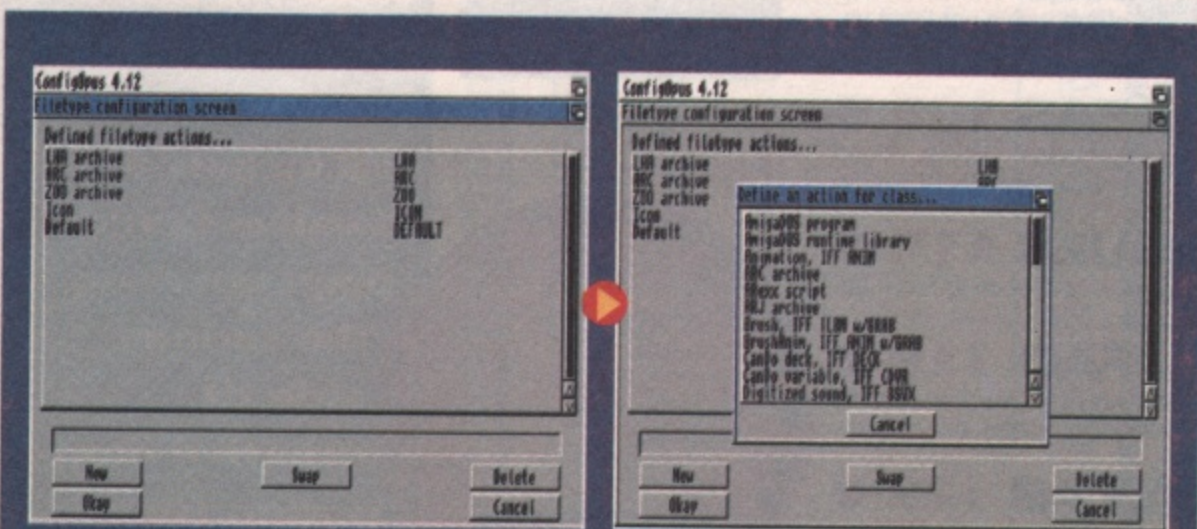 ConfigOpus 4.12
Filetype configuration screen
Defined filetype actions...
LHA archive LHA
ARC archive ARC
ZOO archive ZOO
Icon ICON
Default DEFAULT
New Swap Delete
Okay Cancel
ConfigOpus 4.12
Filetype configuration screen
Defined filetype actions...
LHA archive LHA
ARC archive ARC
ZOO archive
Icon
Default
Define an action for class...
AmigaDOS program
AmigaDOS runtime library
Animation, IFF ANIM
ARC archive
ARexx script
ARJ archive
Brush, IFF ILBM w/GRAB
BrushAnim, IFF ANIM w/GRAB
CanDo deck, IFF DECK
CanDo variable, IFF CDVR
Digitized sound, IFF 8SVX
Cancel
New Swap Delete
Okay Cancel